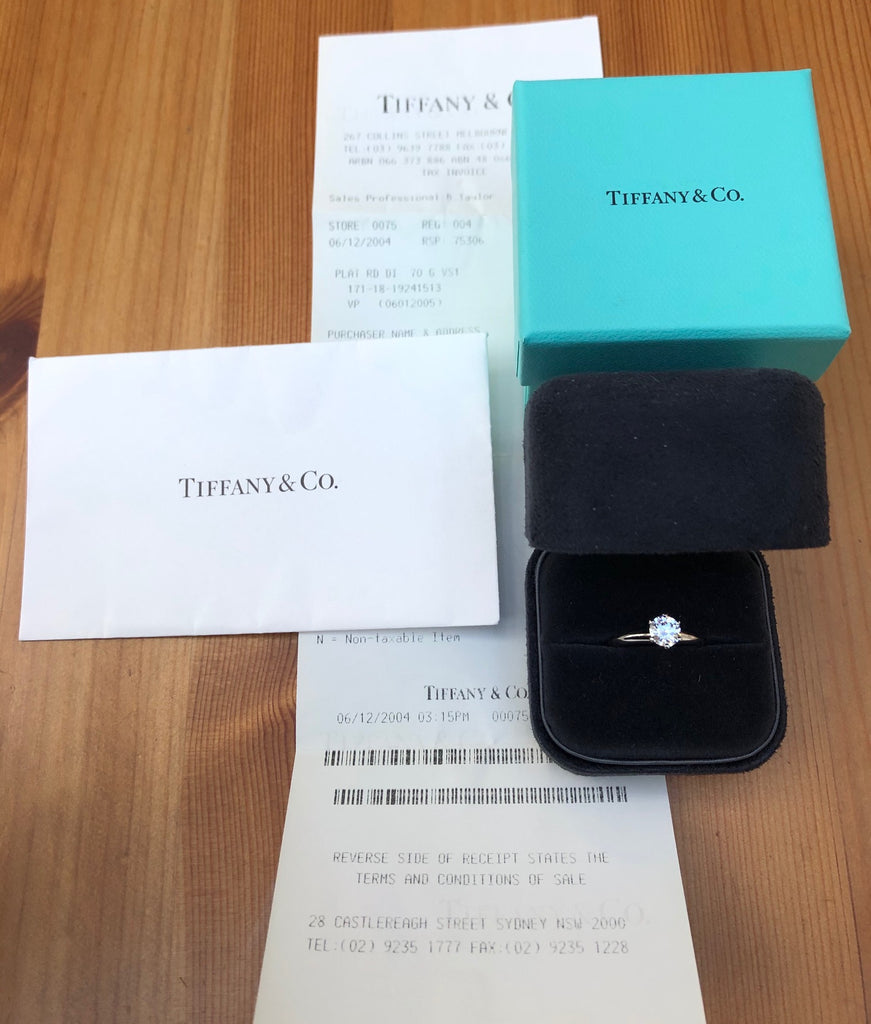 TIFFANY &
267 COLLINS STREET MELBOURNE
TEL:(03) 9639 7788 FAX:(03)
ARBN 066 373 886 ABN 48
TAX INVOICE
Sales Professional B Taylor
STORE 0075 REG: 004
06/12/2004 RSP: 75306
PLAT RD DI 70 G VS1
171-18-19241513
VP (06012005)
PURCHASER NAME & ADDRESS
TIFFANY & CO.
TIFFANY & CO.
N = Non-taxable Item
TIFFANY & CO
06/12/2004 03:15PM 00075
REVERSE SIDE OF RECEIPT STATES THE
TERMS AND CONDITIONS OF SALE
28 CASTLEREAGH STREET SYDNEY NSW 2000
TEL:(02) 9235 1777 FAX:(02) 9235 1228